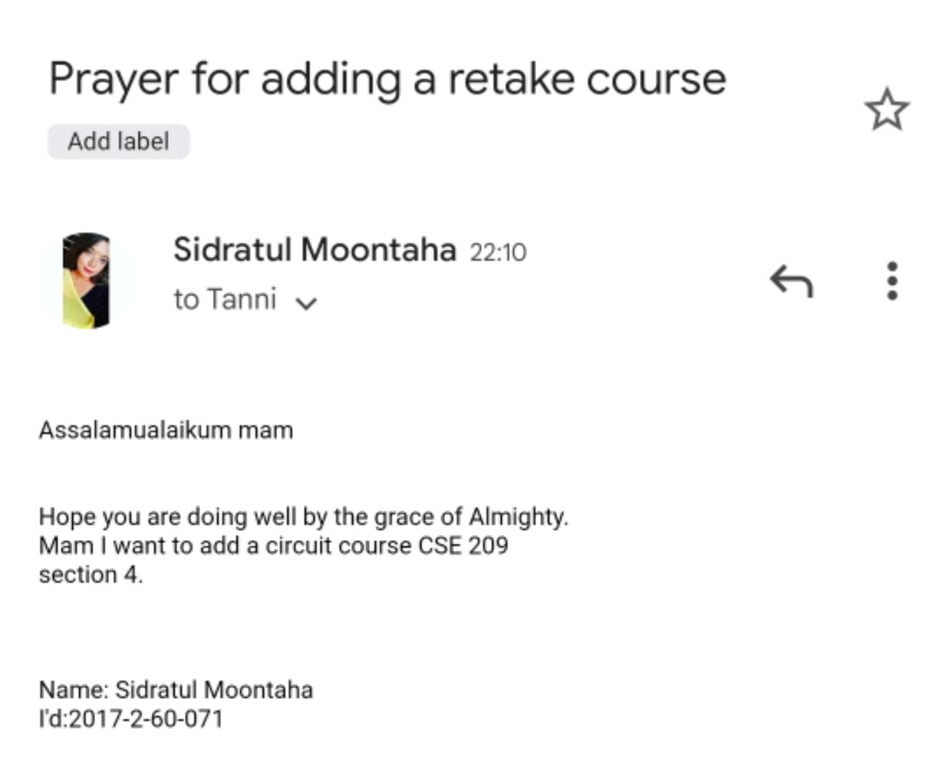 Prayer for adding a retake course
Add label
Sidratul Moontaha 22:10
to Tanni
Assalamualaikum mam
Hope you are doing well by the grace of Almighty.
Mam I want to add a circuit course CSE 209
section 4.
Name: Sidratul Moontaha
I'd:2017-2-60-071